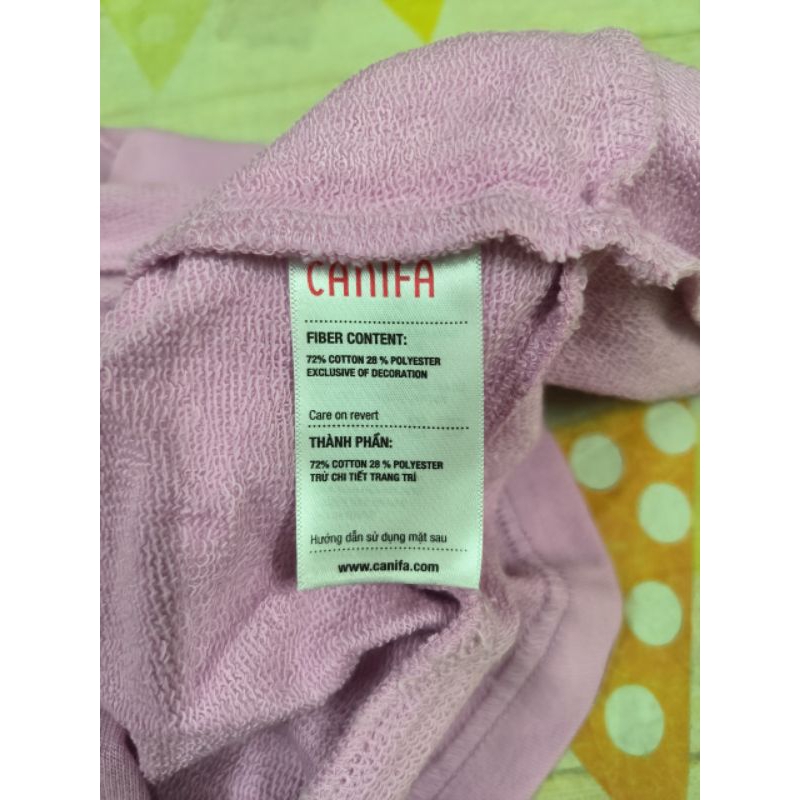 CANIFA
FIBER CONTENT:
72% COTTON 28 % POLYESTER
EXCLUSIVE OF DECORATION
Care on revert
THÀNH PHẦN:
72% COTTON 28 % POLYESTER
TRỪ CHI TIẾT TRANG TRÍ
Hướng dẫn sử dụng mặt sau
www.canifa.com